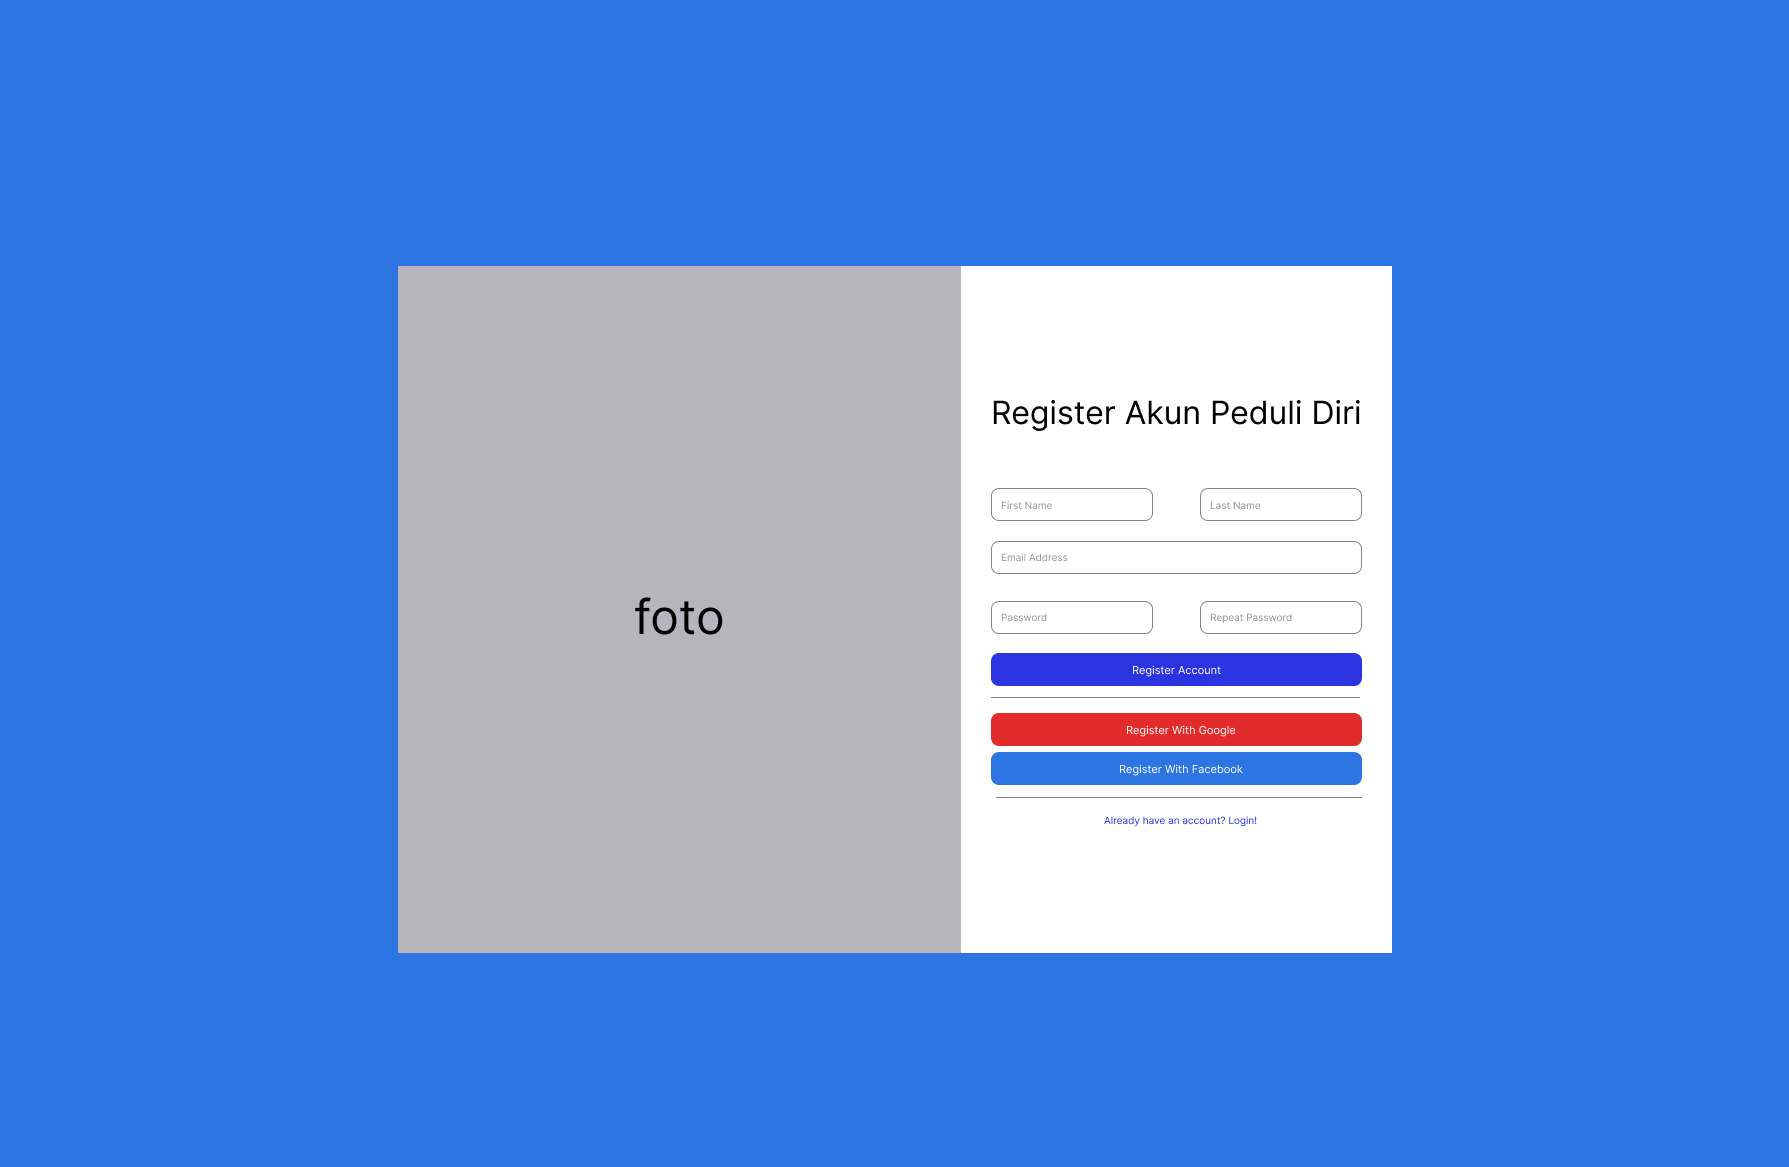 foto
Register Akun Peduli Diri
First Name
Last Name
Email Address
Password
Repeat Password
Register Account
Register With Google
Register With Facebook
Already have an account? Login!